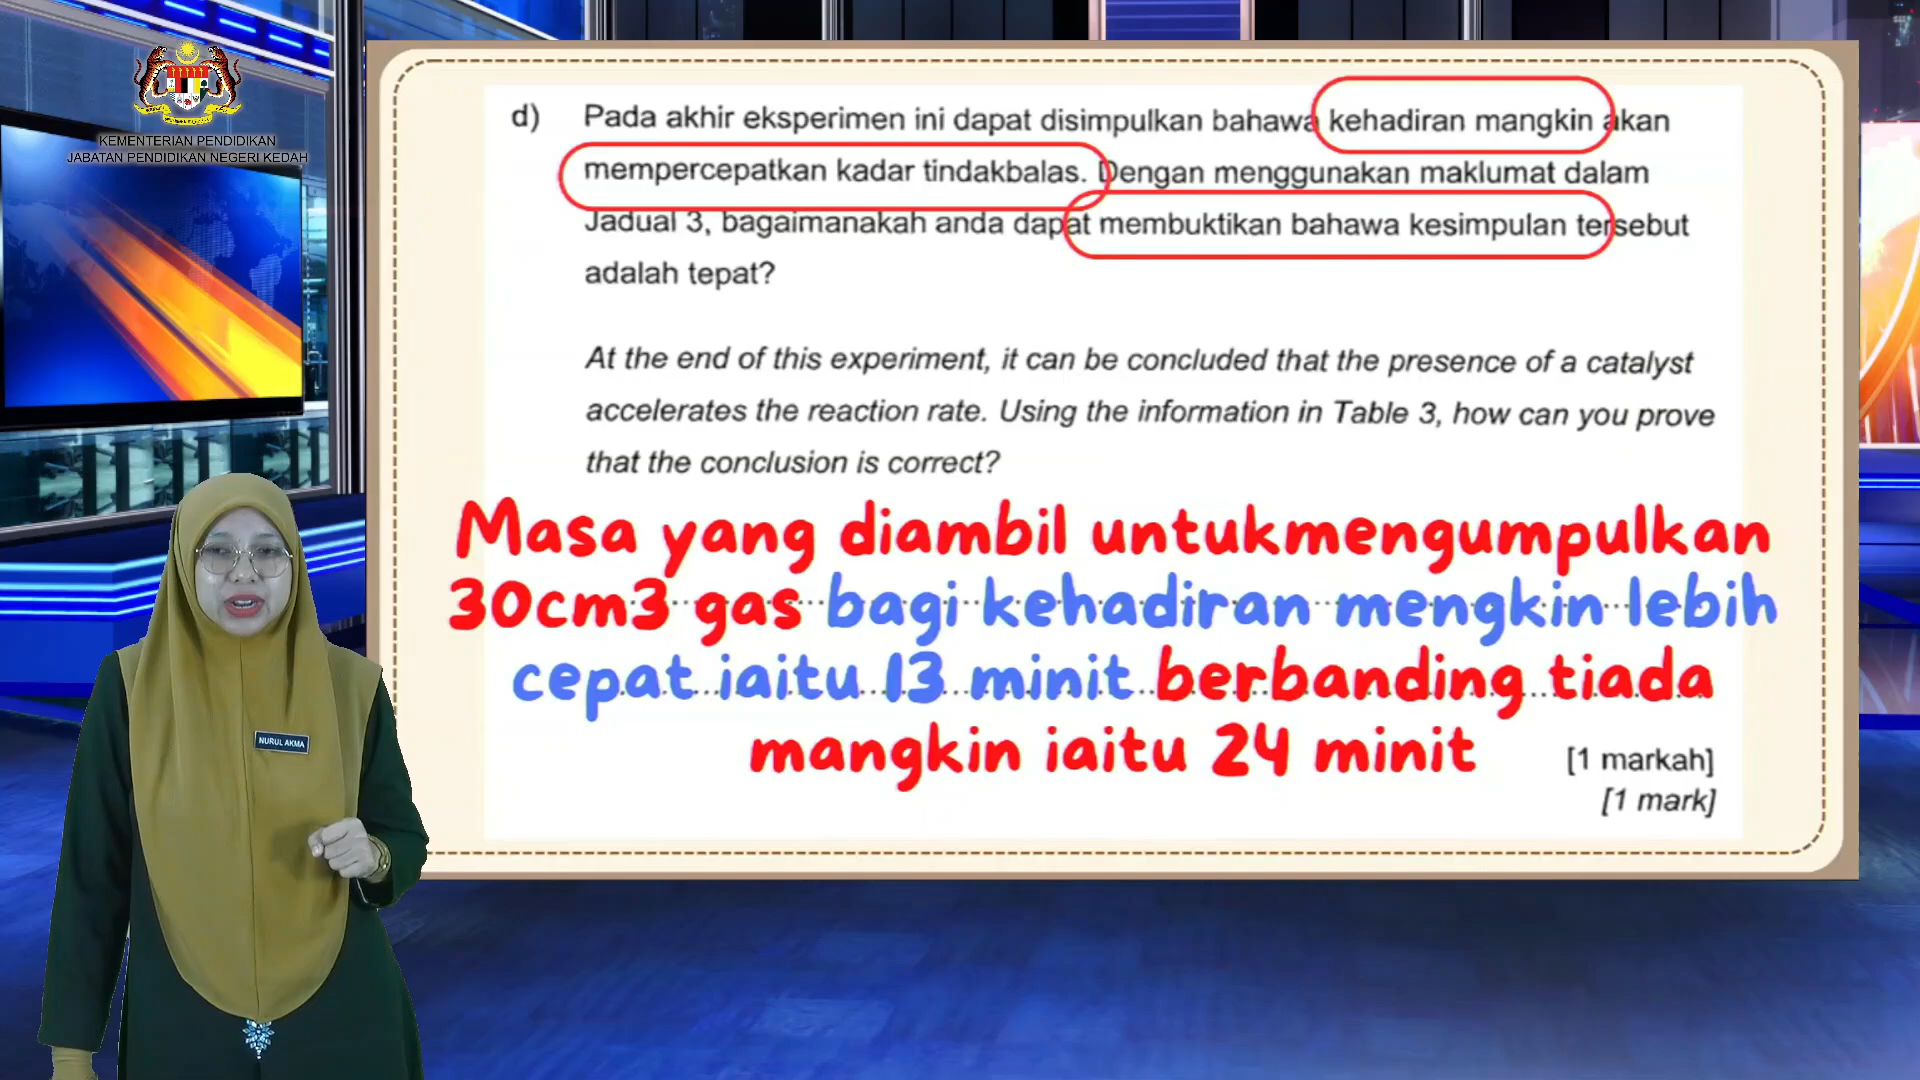 KEMENTERIAN PENDIDIKAN
JABATAN PENDIDIKAN NEGERI KEDAH
d) Pada akhir eksperimen ini dapat disimpulkan bahawa kehadiran mangkin akan
mempercepatkan kadar tindakbalas. Dengan menggunakan maklumat dalam
Jadual 3, bagaimanakah anda dapat membuktikan bahawa kesimpulan tersebut
adalah tepat?
At the end of this experiment, it can be concluded that the presence of a catalyst
accelerates the reaction rate. Using the information in Table 3, how can you prove
that the conclusion is correct?
Masa yang diambil untukmengumpulkan
30cm3 gas bagi kehadiran mengkin lebih
cepat iaitu 13 minit berbanding tiada
mangkin iaitu 24 minit
[1 markah]
[1 mark]
NURUL AKMA